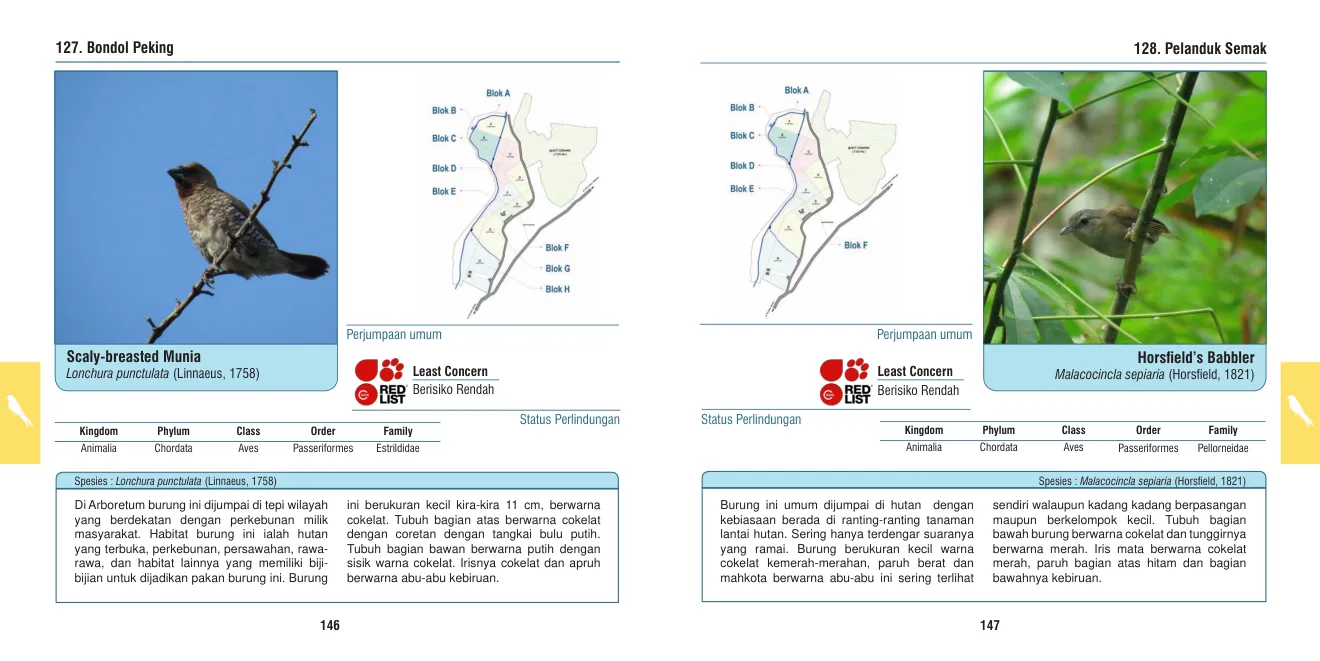 127. Bondol Peking
Blok A
Blok B
Blok C
Blok D
Blok E
Blok F
Blok G
Blok H
Perjumpaan umum
Scaly-breasted Munia
Lonchura punctulata (Linnaeus, 1758)
RED LIST
Least Concern
Berisiko Rendah
Status Perlindungan
Kingdom Phylum Class Order Family
Animalia Chordata Aves Passeriformes Estrildidae
Spesies : Lonchura punctulata (Linnaeus, 1758)
Di Arboretum burung ini dijumpai di tepi wilayah
yang berdekatan dengan perkebunan milik
masyarakat. Habitat burung ini ialah hutan
yang terbuka, perkebunan, persawahan, rawa-
rawa, dan habitat lainnya yang memiliki biji-
bijian untuk dijadikan pakan burung ini. Burung
ini berukuran kecil kira-kira 11 cm, berwarna
cokelat. Tubuh bagian atas berwarna cokelat
dengan coretan dengan tangkai bulu putih.
Tubuh bagian bawan berwarna putih dengan
sisik warna cokelat. Irisnya cokelat dan apruh
berwarna abu-abu kebiruan.
146
128. Pelanduk Semak
Blok A
Blok B
Blok C
Blok D
Blok E
Blok F
Perjumpaan umum
Horsfield's Babbler
Malacocincla sepiaria (Horsfield, 1821)
RED LIST
Least Concern
Berisiko Rendah
Status Perlindungan
Kingdom Phylum Class Order Family
Animalia Chordata Aves Passeriformes Pellorneidae
Spesies : Malacocincla sepiaria (Horsfield, 1821)
Burung ini umum dijumpai di hutan dengan
kebiasaan berada di ranting-ranting tanaman
lantai hutan. Sering hanya terdengar suaranya
yang ramai. Burung berukuran kecil warna
cokelat kemerah-merahan, paruh berat dan
mahkota berwarna abu-abu ini sering terlihat
sendiri walaupun kadang kadang berpasangan
maupun berkelompok kecil. Tubuh bagian
bawah burung berwarna cokelat dan tunggirnya
berwarna merah. Iris mata berwarna cokelat
merah, paruh bagian atas hitam dan bagian
bawahnya kebiruan.
147